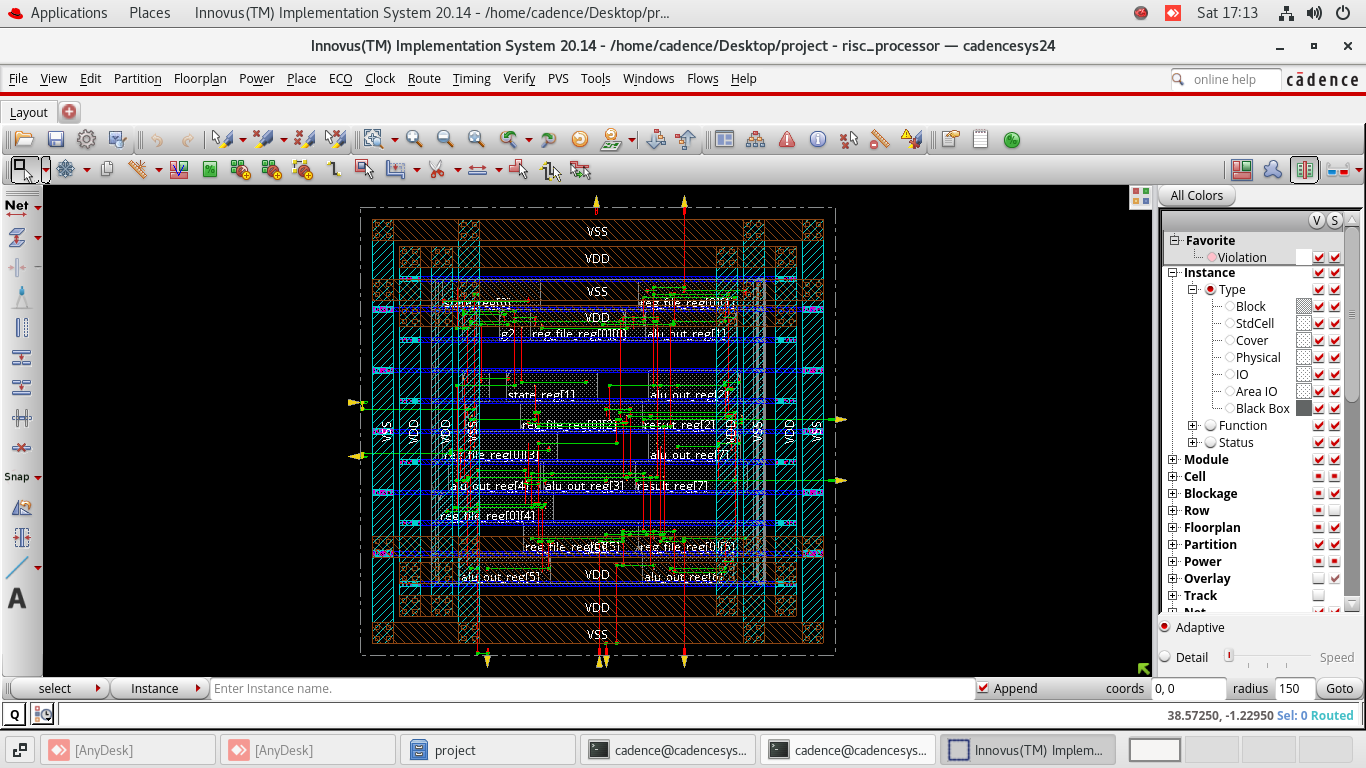 Applications Places Innovus(TM) Implementation System 20.14 - /home/cadence/Desktop/pr... Sat 17:13
Innovus(TM) Implementation System 20.14 - /home/cadence/Desktop/project - risc_processor — cadencesys24
File View Edit Partition Floorplan Power Place ECO Clock Route Timing Verify PVS Tools Windows Flows Help online help cādence
Layout
Net
Snap
A
VSS
VDD
VSS
state_reg[0]
VDD
g2 reg_file_reg[0][0] alu_out_reg[1]
state_reg[1] alu_out_reg[2]
reg_file_reg[0][2] result_reg[2]
VSS VDD VDD VSS VDD VSS VDD VSS
reg_file_reg[0][3] alu_out_reg[7]
alu_out_reg[4] alu_out_reg[3] result_reg[7]
reg_file_reg[0][4]
reg_file_reg[0][5]
alu_out_reg[5] VDD alu_out_reg[6]
VDD
VSS
All Colors
V S
Favorite
Violation
Instance
Type
Block
StdCell
Cover
Physical
IO
Area IO
Black Box
Function
Status
Module
Cell
Blockage
Row
Floorplan
Partition
Power
Overlay
Track
Net
Adaptive
Detail Speed
select Instance Enter Instance name. Append coords 0, 0 radius 150 Goto
Q 38.57250, -1.22950 Sel: 0 Routed
[AnyDesk] [AnyDesk] project cadence@cadencesys... cadence@cadencesys... Innovus(TM) Implem...